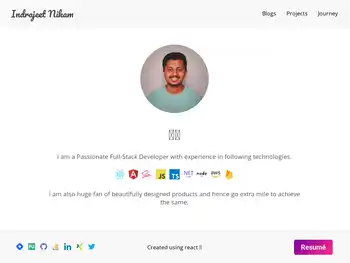 Indrajeet Nikam
Blogs Projects Journey
I am a Passionate Full-Stack Developer with experience in following technologies.
JS TS .NET node aws
I am also huge fan of beautifully designed products and hence go extra mile to achieve
the same.
Created using react !!
Resumé